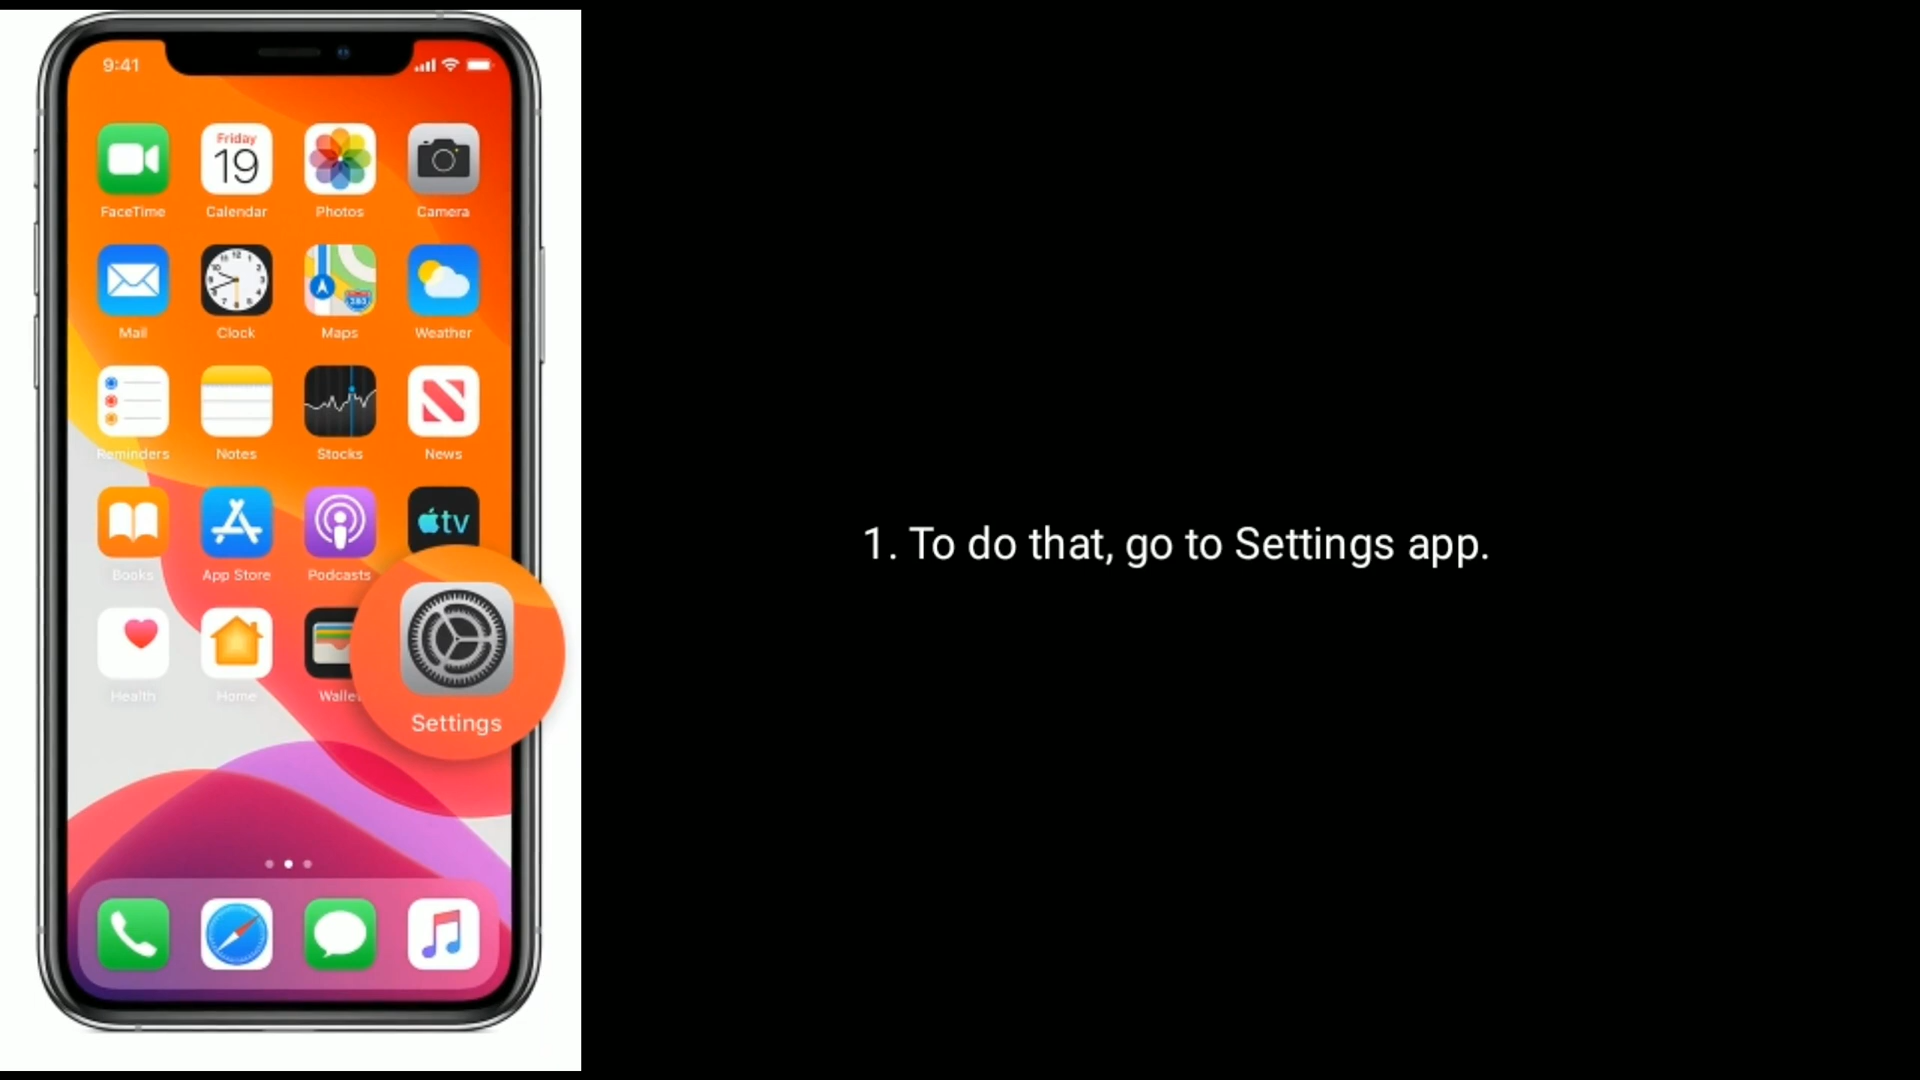 9:41
Friday
19
FaceTime
Calendar
Photos
Camera
Mail
Clock
Maps
Weather
Reminders
Notes
Stocks
News
tv
Books
App Store
Podcasts
Health
Home
Wallet
Settings
1. To do that, go to Settings app.